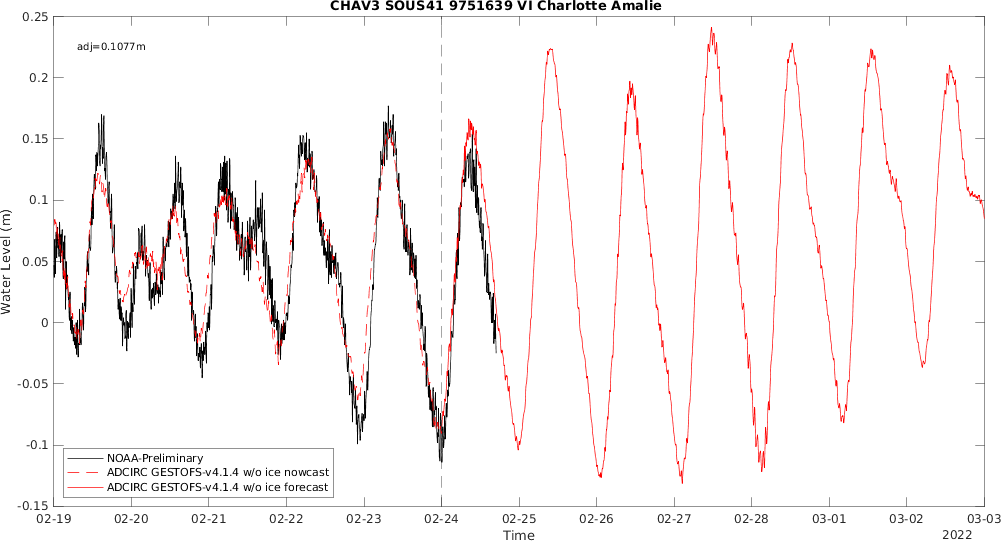 CHAV3 SOUS41 9751639 VI Charlotte Amalie
adj=0.1077m
0.25
0.2
0.15
0.1
0.05
0
-0.05
-0.1
-0.15
Water Level (m)
NOAA-Preliminary
ADCIRC GESTOFS-v4.1.4 w/o ice nowcast
ADCIRC GESTOFS-v4.1.4 w/o ice forecast
02-19 02-20 02-21 02-22 02-23 02-24 02-25 02-26 02-27 02-28 03-01 03-02 03-03
Time
2022